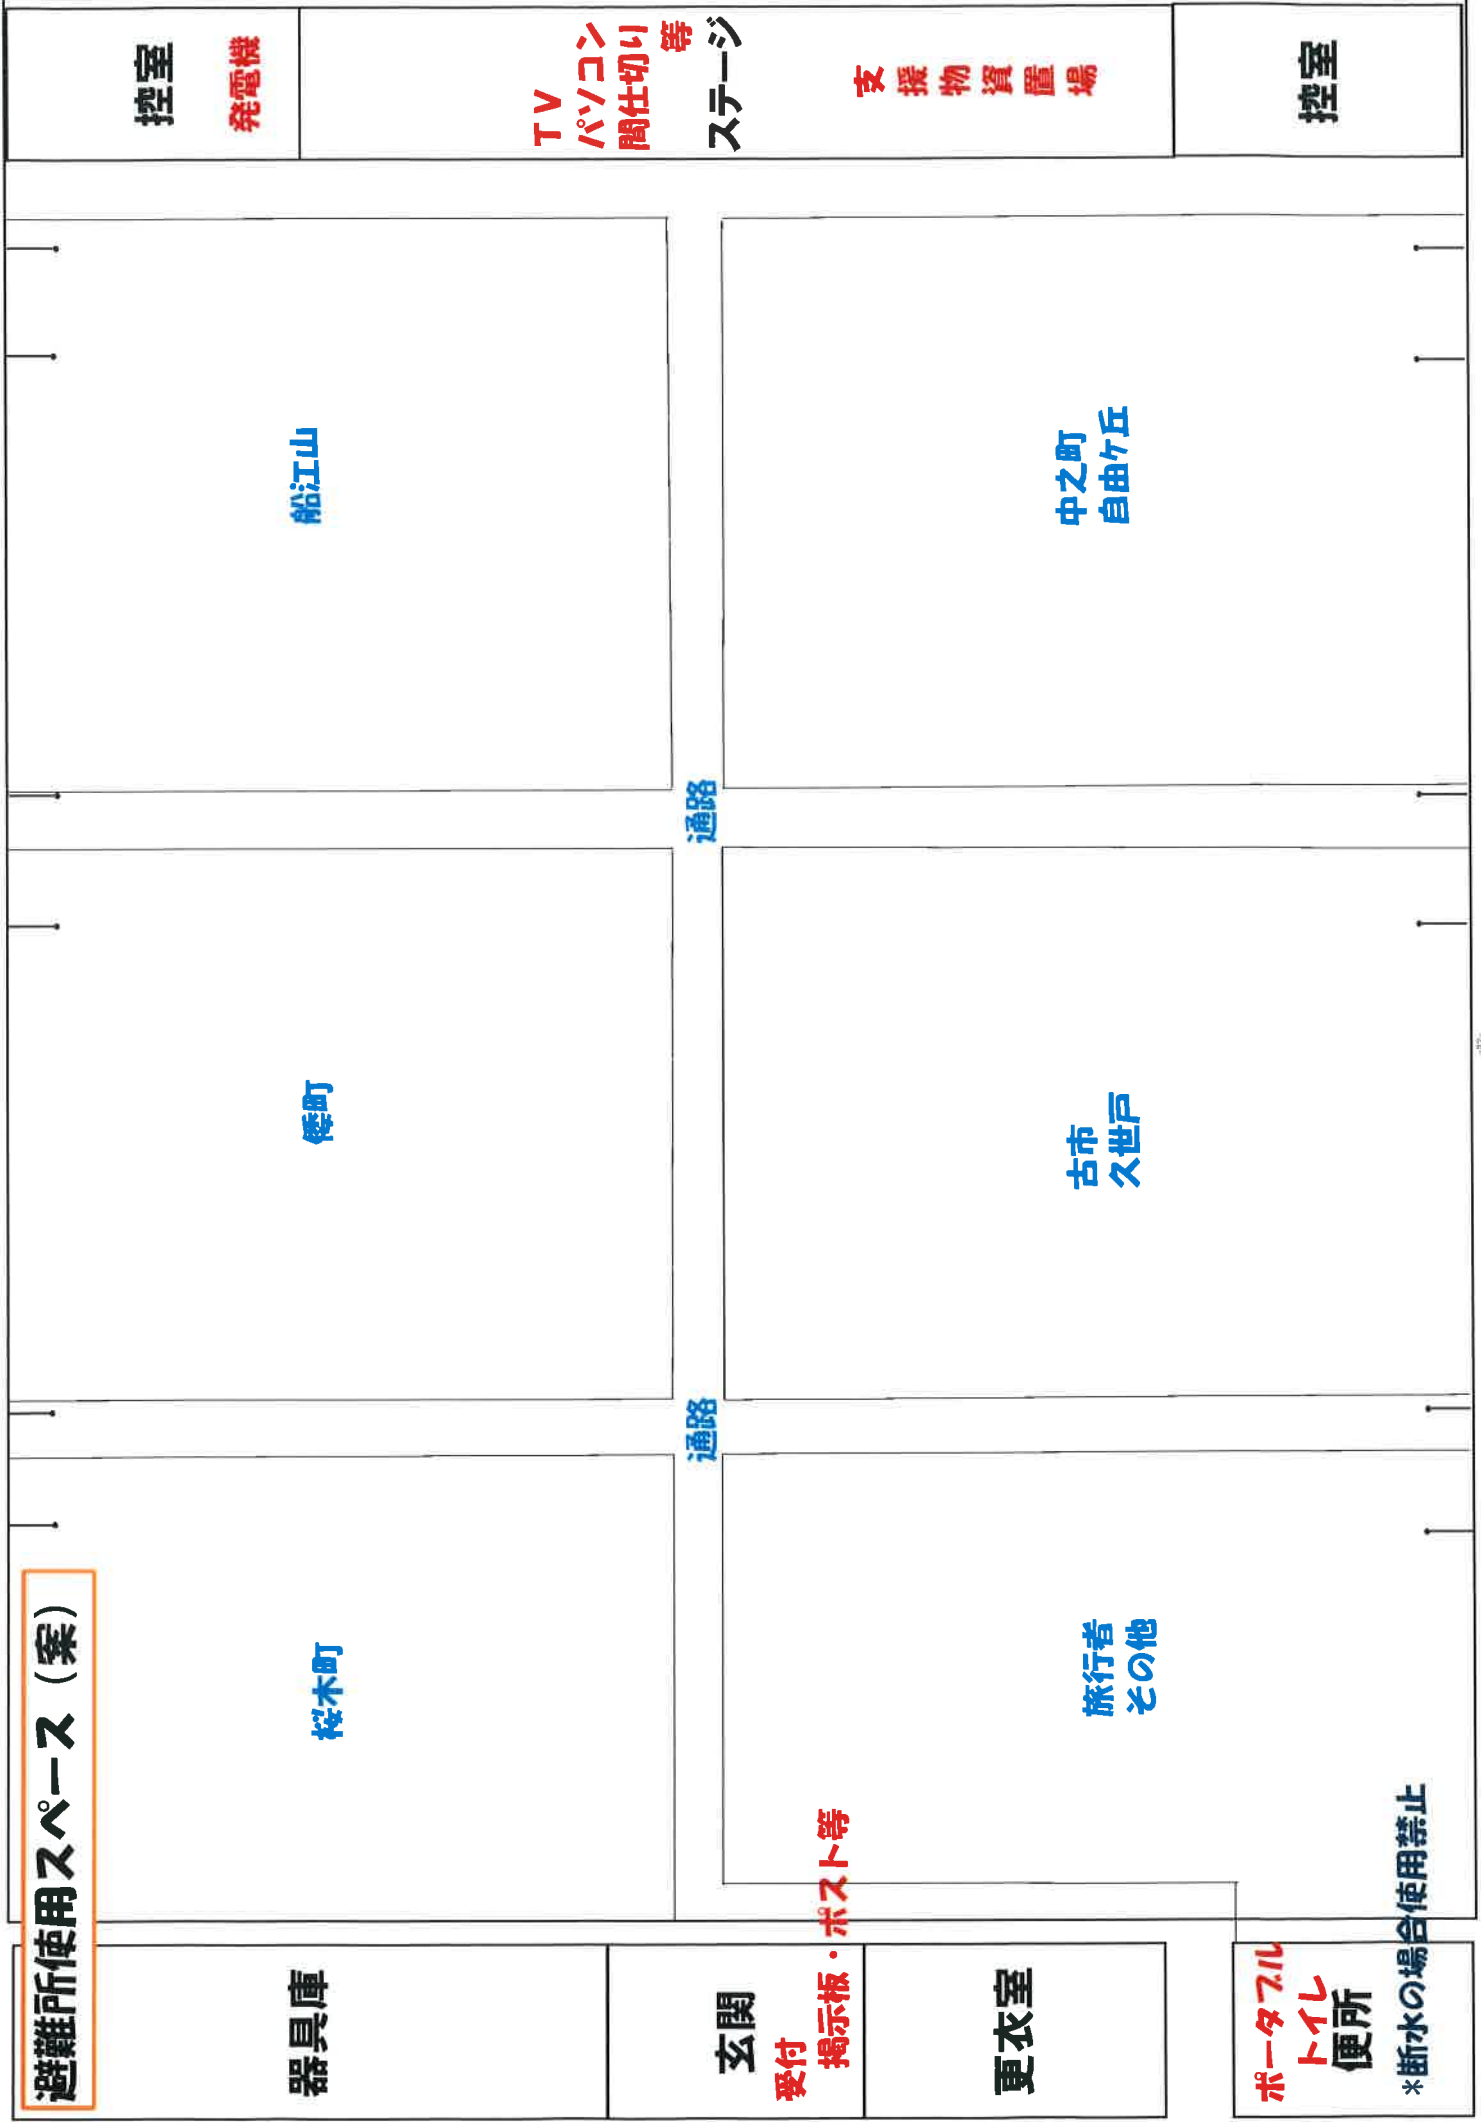 避難所使用スペース（案）
器具庫
桜木町
倭町
船江山
控室
発電機
TV
パソコン
間仕切り
等
ステージ
支援物資置場
控室
通路
通路
玄関
受付
掲示板・ポスト等
更衣室
旅行者
その他
古市
久世戸
中之町
自由ケ丘
ポータブル
トイレ
便所
*断水の場合使用禁止